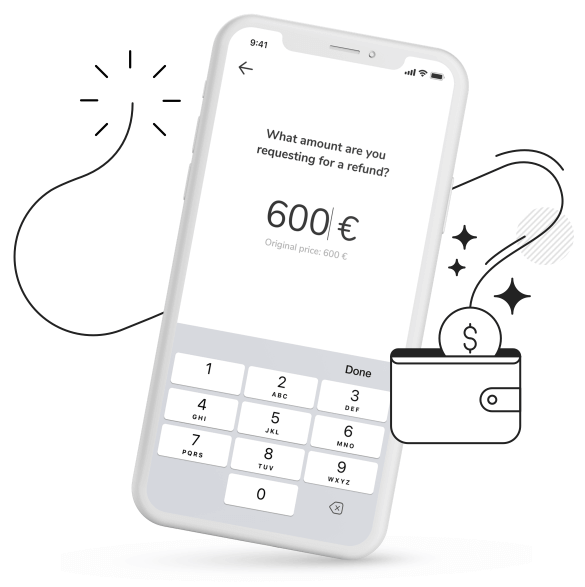 9:41
What amount are you
requesting for a refund?
600 €
Original price: 600 €
Done
1
2
ABC
3
DEF
4
GHI
5
JKL
6
MNO
7
PQRS
8
TUV
9
WXYZ
0
$